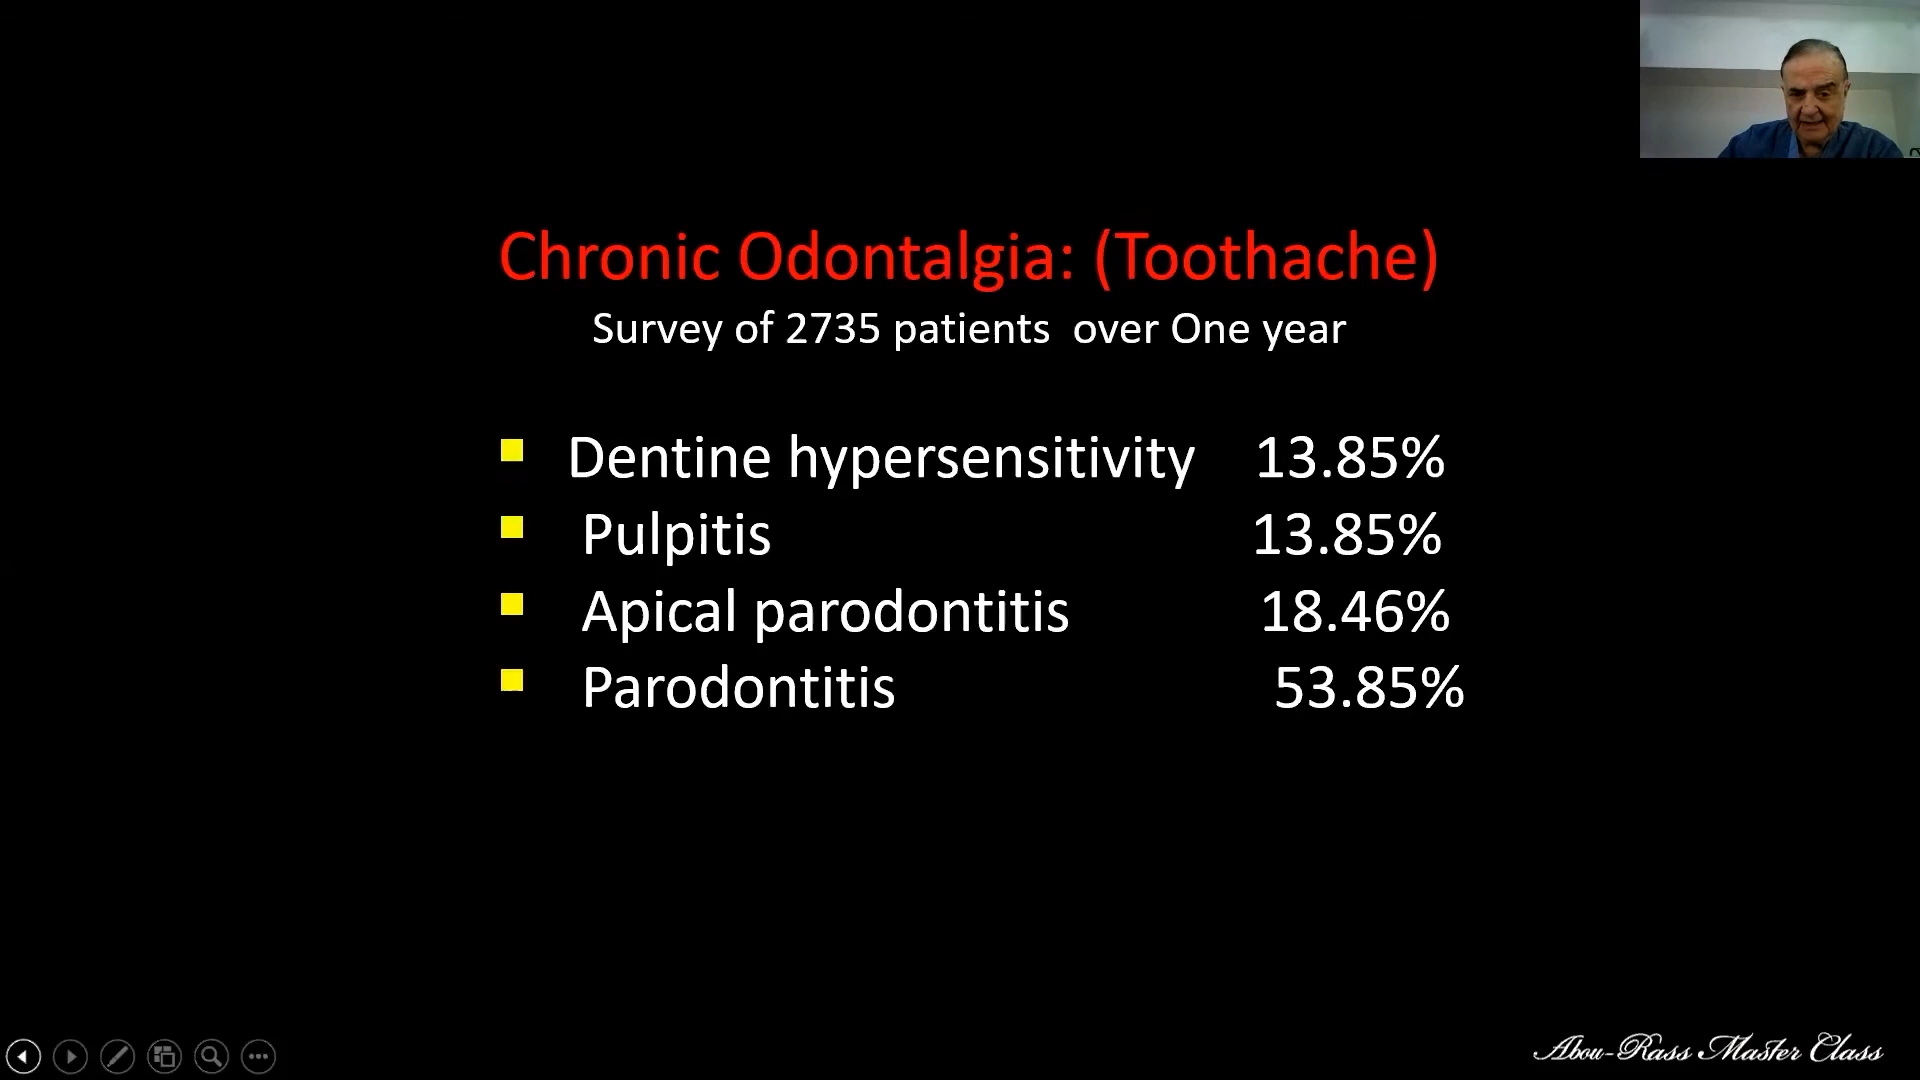 Chronic Odontalgia: (Toothache)
Survey of 2735 patients over One year
Dentine hypersensitivity 13.85%
Pulpitis 13.85%
Apical parodontitis 18.46%
Parodontitis 53.85%
Abou-Rass Master Class